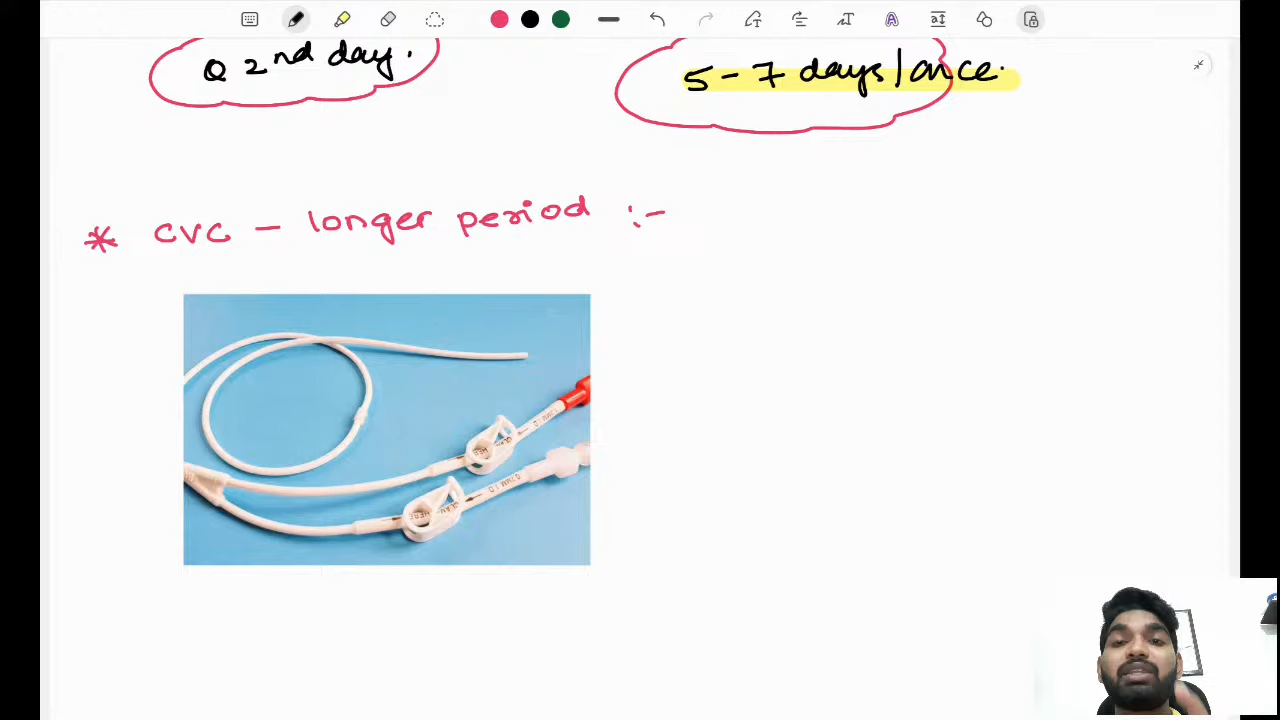 Q 2nd day.
5-7 days/once.
* CVC - longer period :-